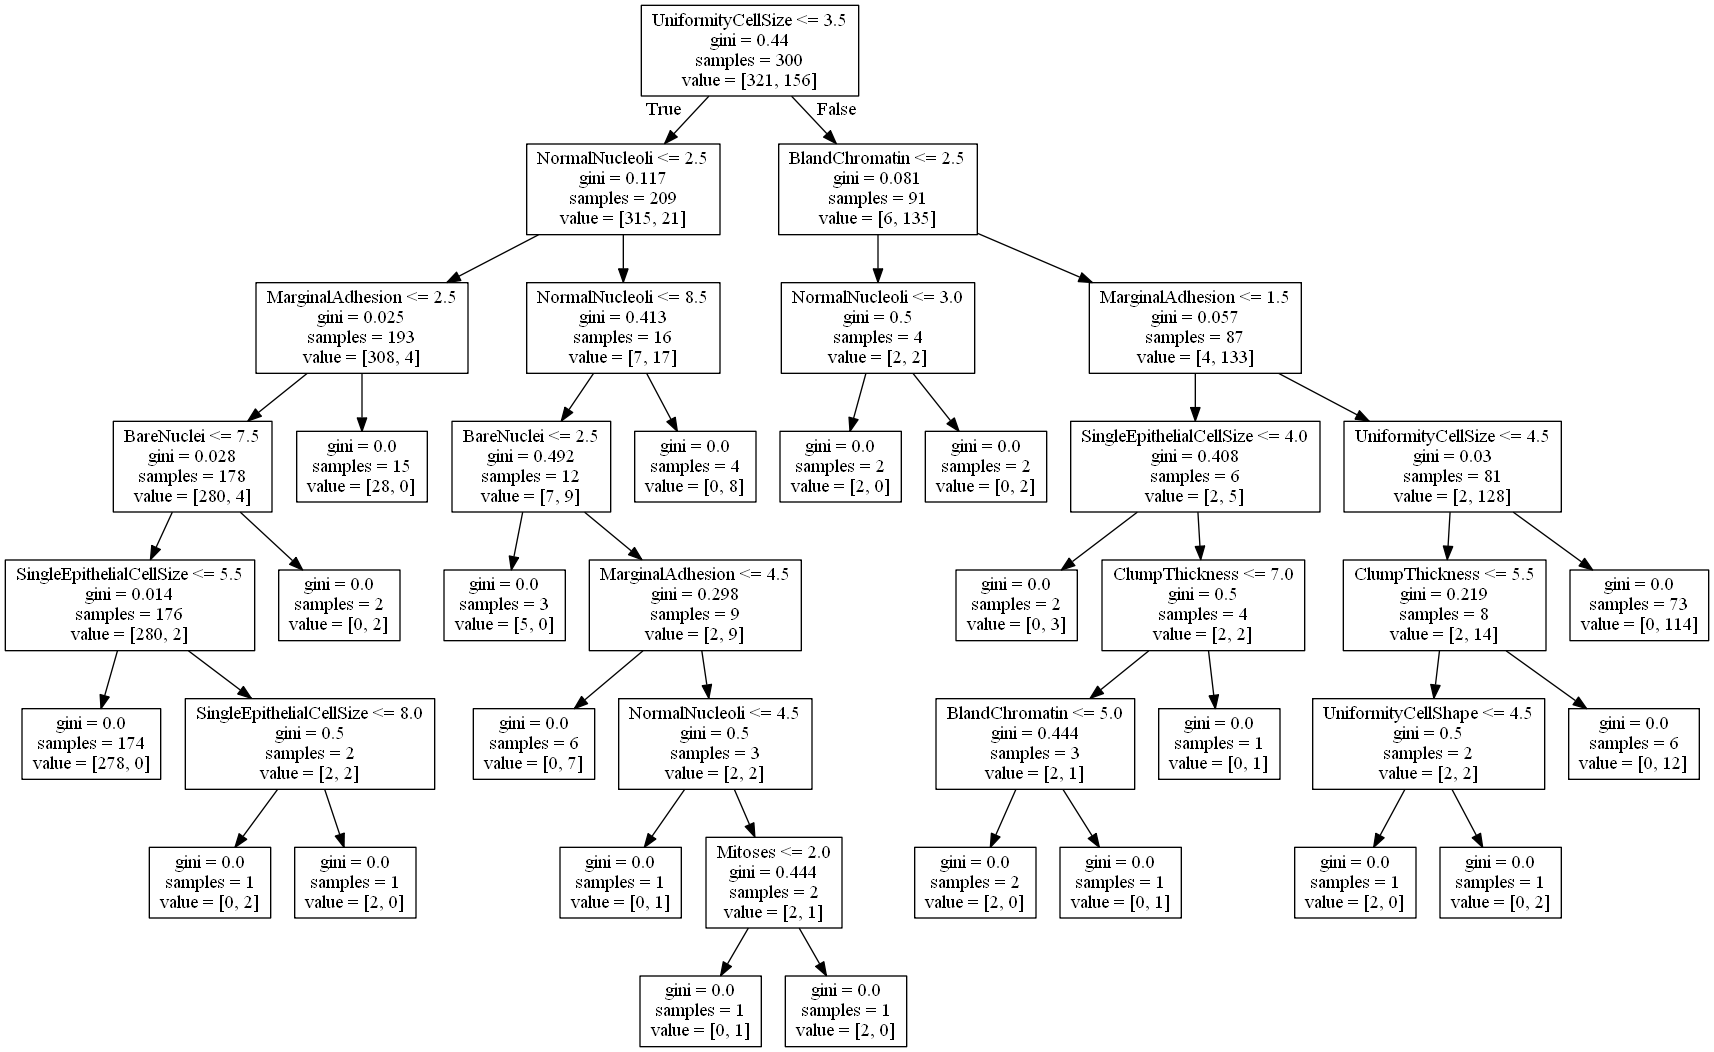 UniformityCellSize <= 3.5
gini = 0.44
samples = 300
value = [321, 156]
True
False
NormalNucleoli <= 2.5
gini = 0.117
samples = 209
value = [315, 21]
BlandChromatin <= 2.5
gini = 0.081
samples = 91
value = [6, 135]
MarginalAdhesion <= 2.5
gini = 0.025
samples = 193
value = [308, 4]
NormalNucleoli <= 8.5
gini = 0.413
samples = 16
value = [7, 17]
NormalNucleoli <= 3.0
gini = 0.5
samples = 4
value = [2, 2]
MarginalAdhesion <= 1.5
gini = 0.057
samples = 87
value = [4, 133]
BareNuclei <= 7.5
gini = 0.028
samples = 178
value = [280, 4]
gini = 0.0
samples = 15
value = [28, 0]
BareNuclei <= 2.5
gini = 0.492
samples = 12
value = [7, 9]
gini = 0.0
samples = 4
value = [0, 8]
gini = 0.0
samples = 2
value = [2, 0]
gini = 0.0
samples = 2
value = [0, 2]
SingleEpithelialCellSize <= 4.0
gini = 0.408
samples = 6
value = [2, 5]
UniformityCellSize <= 4.5
gini = 0.03
samples = 81
value = [2, 128]
SingleEpithelialCellSize <= 5.5
gini = 0.014
samples = 176
value = [280, 2]
gini = 0.0
samples = 2
value = [0, 2]
gini = 0.0
samples = 3
value = [5, 0]
MarginalAdhesion <= 4.5
gini = 0.298
samples = 9
value = [2, 9]
gini = 0.0
samples = 2
value = [0, 3]
ClumpThickness <= 7.0
gini = 0.5
samples = 4
value = [2, 2]
ClumpThickness <= 5.5
gini = 0.219
samples = 8
value = [2, 14]
gini = 0.0
samples = 73
value = [0, 114]
gini = 0.0
samples = 174
value = [278, 0]
SingleEpithelialCellSize <= 8.0
gini = 0.5
samples = 2
value = [2, 2]
gini = 0.0
samples = 6
value = [0, 7]
NormalNucleoli <= 4.5
gini = 0.5
samples = 3
value = [2, 2]
BlandChromatin <= 5.0
gini = 0.444
samples = 3
value = [2, 1]
gini = 0.0
samples = 1
value = [0, 1]
UniformityCellShape <= 4.5
gini = 0.5
samples = 2
value = [2, 2]
gini = 0.0
samples = 6
value = [0, 12]
gini = 0.0
samples = 1
value = [0, 2]
gini = 0.0
samples = 1
value = [2, 0]
gini = 0.0
samples = 1
value = [0, 1]
Mitoses <= 2.0
gini = 0.444
samples = 2
value = [2, 1]
gini = 0.0
samples = 2
value = [2, 0]
gini = 0.0
samples = 1
value = [0, 1]
gini = 0.0
samples = 1
value = [2, 0]
gini = 0.0
samples = 1
value = [0, 2]
gini = 0.0
samples = 1
value = [0, 1]
gini = 0.0
samples = 1
value = [2, 0]